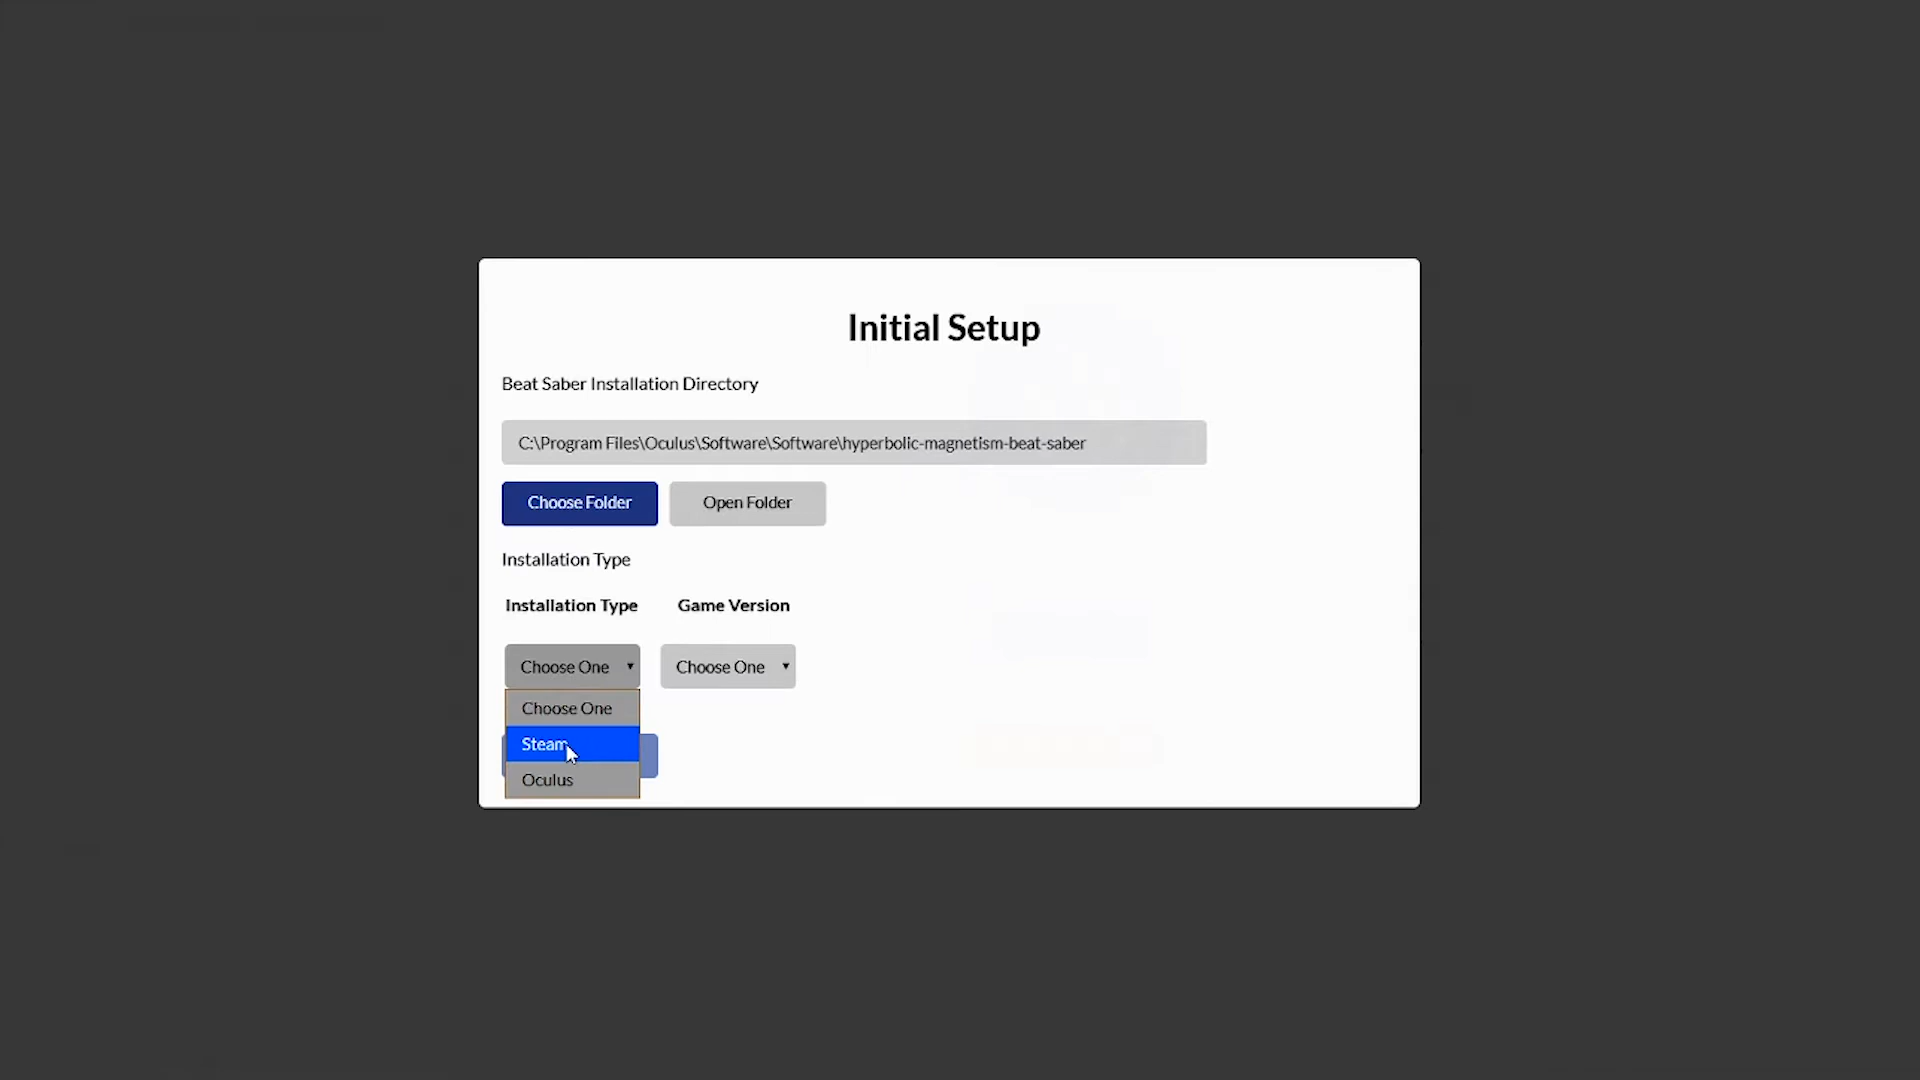 Initial Setup
Beat Saber Installation Directory
C:\Program Files\Oculus\Software\Software\hyperbolic-magnetism-beat-saber
Choose Folder
Open Folder
Installation Type
Installation Type Game Version
Choose One Choose One
Choose One
Steam
Oculus